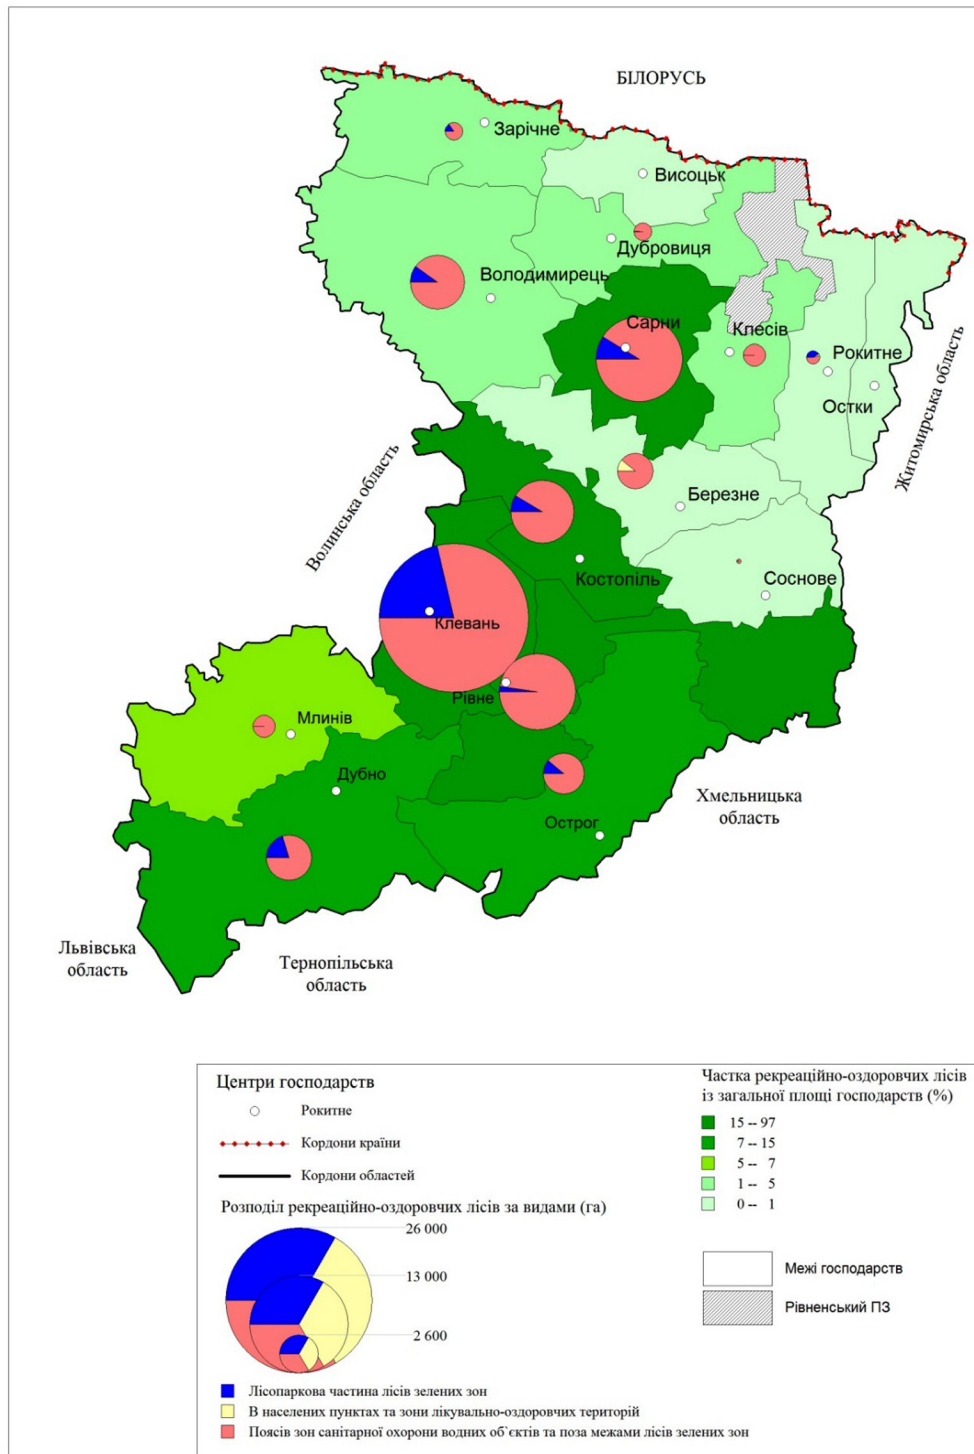 БІЛОРУСЬ
Зарічне
Висоцьк
Дубровиця
Володимирець
Сарни
Клесів
Рокитне
Остки
Житомирська область
Волинська область
Березне
Костопіль
Соснове
Клевань
Рівне
Млинів
Дубно
Острог
Хмельницька
область
Львівська
область
Тернопільська
область
Центри господарств
Рокитне
Кордони країни
Кордони областей
Розподіл рекреаційно-оздоровчих лісів за видами (га)
26 000
13 000
2 600
Лісопаркова частина лісів зелених зон
В населених пунктах та зони лікувально-оздоровчих територій
Поясів зон санітарної охорони водних об`єктів та поза межами лісів зелених зон
Частка рекреаційно-оздоровчих лісів
із загальної площі господарств (%)
15 -- 97
7 -- 15
5 -- 7
1 -- 5
0 -- 1
Межі господарств
Рівненський ПЗ